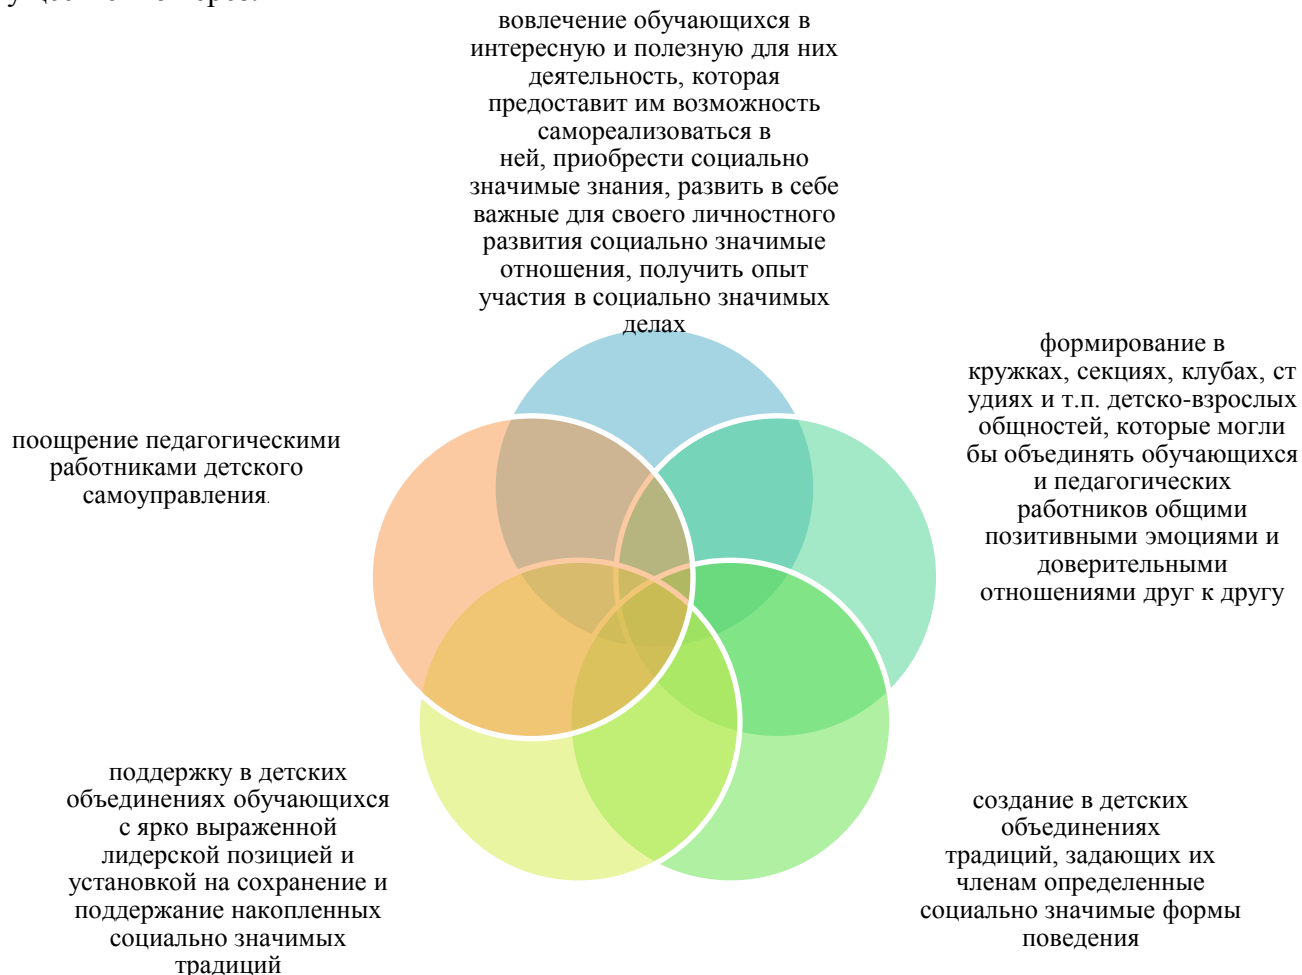 вовлечение обучающихся в
интересную и полезную для них
деятельность, которая
предоставит им возможность
самореализоваться в
ней, приобрести социально
значимые знания, развить в себе
важные для своего личностного
развития социально значимые
отношения, получить опыт
участия в социально значимых
делах
формирование в
кружках, секциях, клубах, ст
удиях и т.п. детско-взрослых
общностей, которые могли
бы объединять обучающихся
и педагогических
работников общими
позитивными эмоциями и
доверительными
отношениями друг к другу
создание в детских
объединениях
традиций, задающих их
членам определенные
социально значимые формы
поведения
поддержку в детских
объединениях обучающихся
с ярко выраженной
лидерской позицией и
установкой на сохранение и
поддержание накопленных
социально значимых
традиций
поощрение педагогическими
работниками детского
самоуправления.